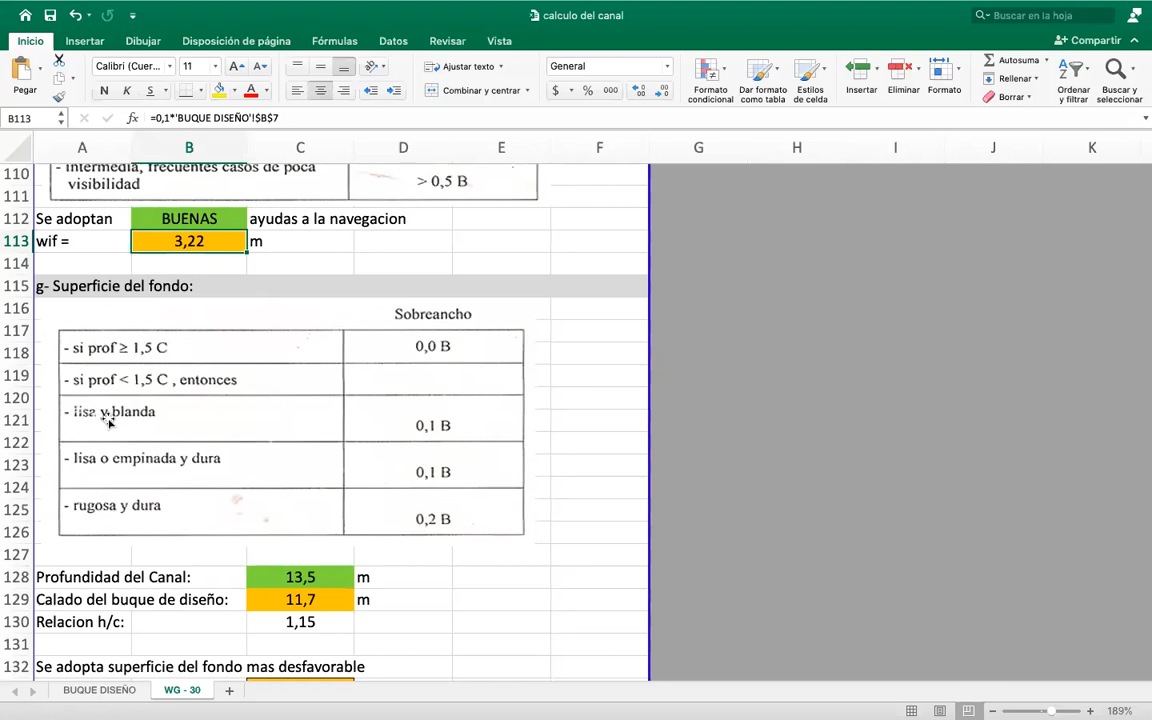 calculo del canal
Buscar en la hoja
Inicio Insertar Dibujar Disposición de página Fórmulas Datos Revisar Vista Compartir
Pegar
Calibri (Cuer... 11 A A
N K S A
Ajustar texto
Combinar y centrar
General
$ % 000
Formato condicional
Dar formato como tabla
Estilos de celda
Insertar
Eliminar
Formato
Autosuma
Rellenar
Borrar
Ordenar y filtrar
Buscar y seleccionar
B113 fx =0,1*'BUQUE DISEÑO'!$B$7
A B C D E F G H I J K
110 - intermedia, frecuentes casos de poca
visibilidad > 0,5 B
111
112 Se adoptan BUENAS ayudas a la navegacion
113 wif = 3,22 m
114
115 g- Superficie del fondo:
116 Sobreancho
117
118 - si prof ≥ 1,5 C 0,0 B
119 - si prof < 1,5 C , entonces
120
121 - lisa y blanda 0,1 B
122
123 - lisa o empinada y dura 0,1 B
124
125 - rugosa y dura 0,2 B
126
127
128 Profundidad del Canal: 13,5 m
129 Calado del buque de diseño: 11,7 m
130 Relacion h/c: 1,15
131
132 Se adopta superficie del fondo mas desfavorable
BUQUE DISEÑO WG - 30 +
189%